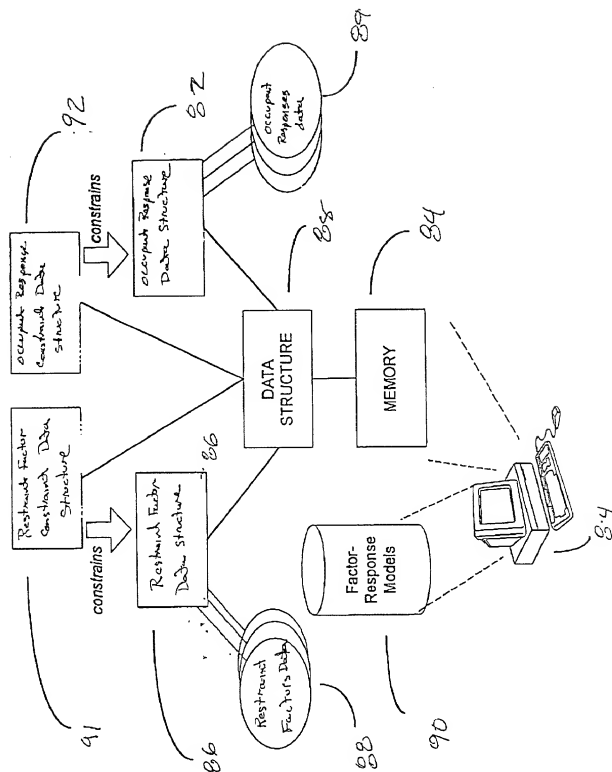 91
Restraint Factor
Constraint Data
Structure
Occupant Response
Constraint Data
Structure
92
constrains
constrains
86
Restraint Factor
Data Structure
86
Occupant Response
Data Structure
82
Restraint
Factors Data
88
DATA
STRUCTURE
85
Occupant
Responses
data
89
Factor-
Response
Models
90
MEMORY
84
84